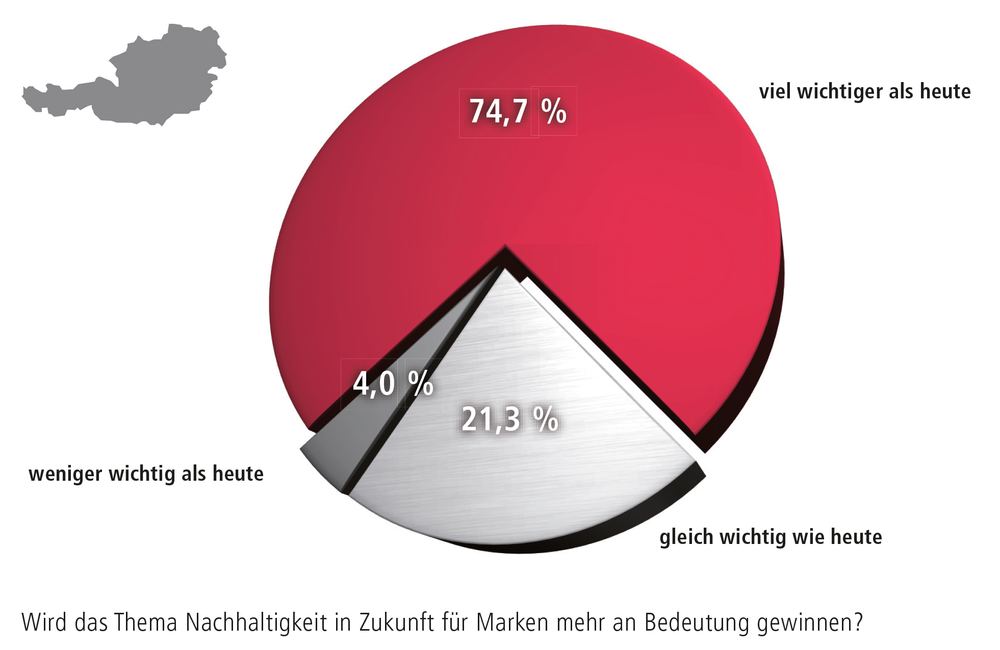 74,7 %
viel wichtiger als heute
4,0 %
21,3 %
weniger wichtig als heute
gleich wichtig wie heute
Wird das Thema Nachhaltigkeit in Zukunft für Marken mehr an Bedeutung gewinnen?